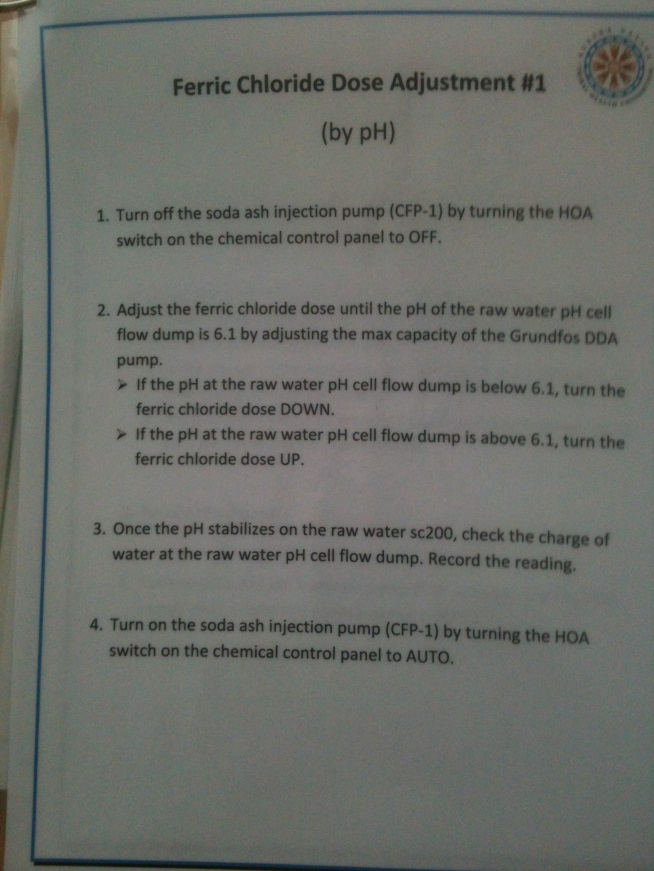 Ferric Chloride Dose Adjustment #1
(by pH)
1. Turn off the soda ash injection pump (CFP-1) by turning the HOA
switch on the chemical control panel to OFF.
2. Adjust the ferric chloride dose until the pH of the raw water pH cell
flow dump is 6.1 by adjusting the max capacity of the Grundfos DDA
pump.
➢ If the pH at the raw water pH cell flow dump is below 6.1, turn the
ferric chloride dose DOWN.
➢ If the pH at the raw water pH cell flow dump is above 6.1, turn the
ferric chloride dose UP.
3. Once the pH stabilizes on the raw water sc200, check the charge of
water at the raw water pH cell flow dump. Record the reading.
4. Turn on the soda ash injection pump (CFP-1) by turning the HOA
switch on the chemical control panel to AUTO.